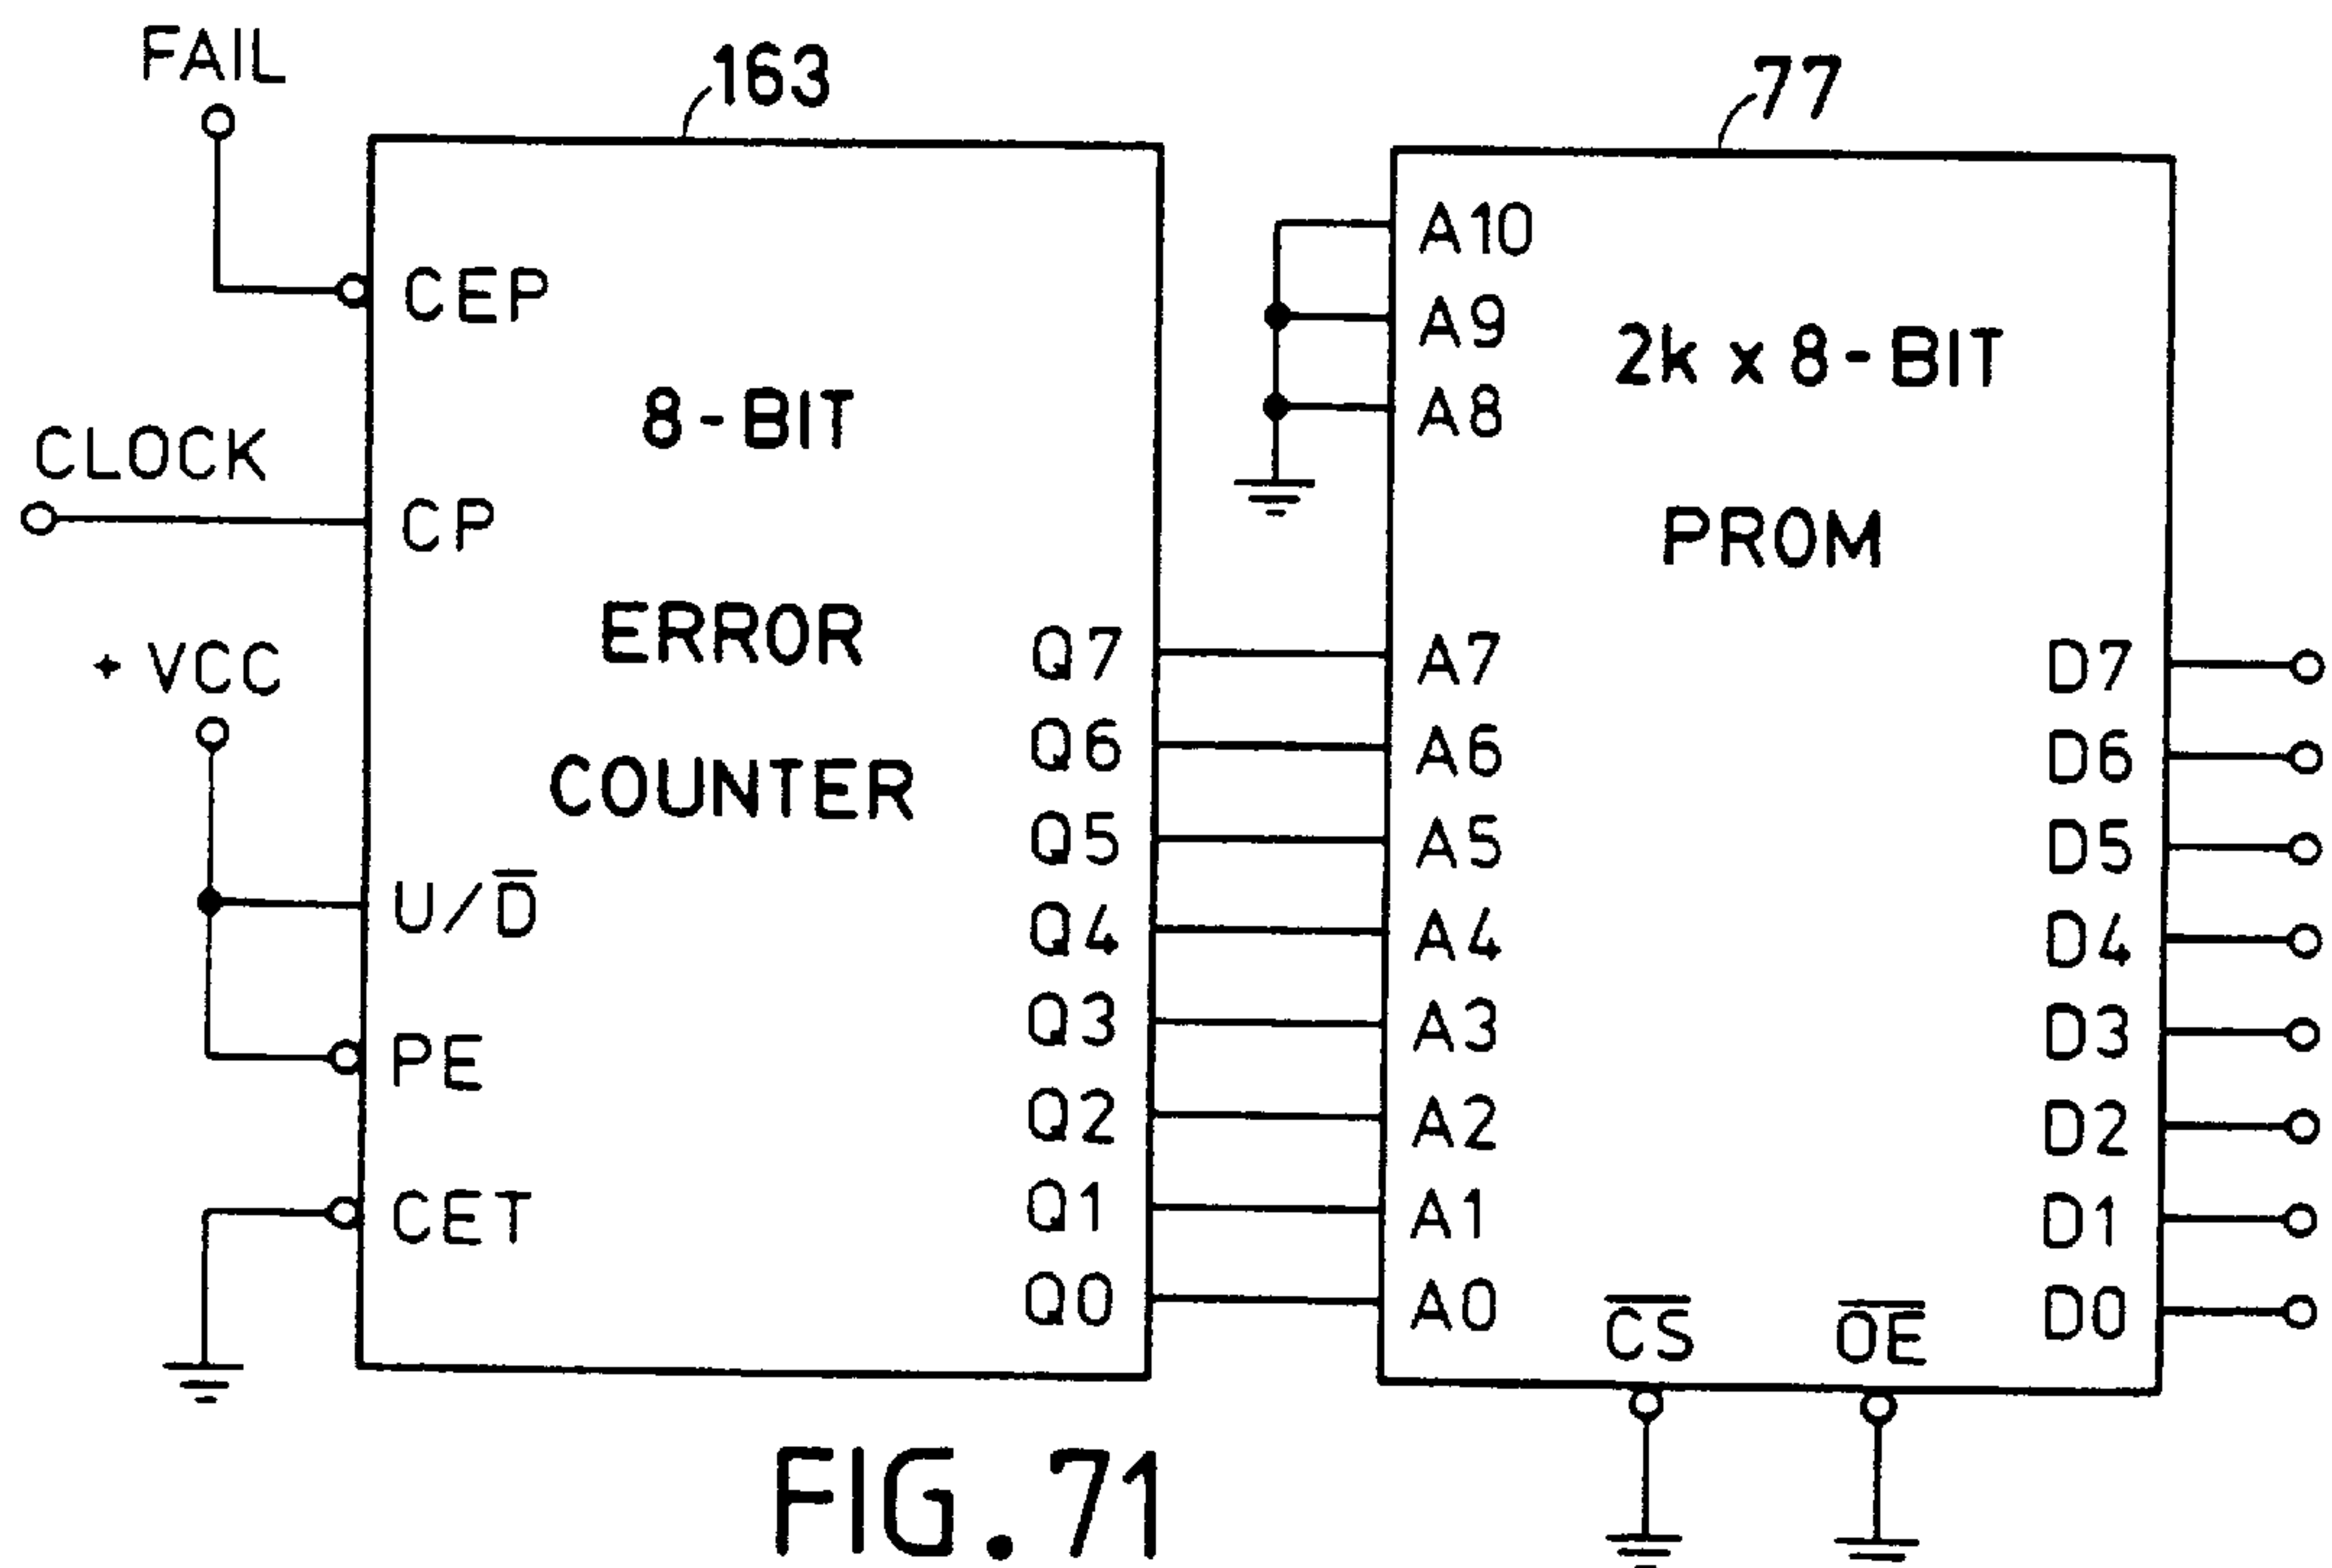 FAIL
163
77
CEP
CLOCK
CP
+ VCC
U/D̅
PE
CET
8-BIT
ERROR
COUNTER
Q7
Q6
Q5
Q4
Q3
Q2
Q1
Q0
A10
A9
A8
A7
A6
A5
A4
A3
A2
A1
A0
2k x 8-BIT
PROM
D7
D6
D5
D4
D3
D2
D1
D0
C̅S̅
O̅E̅
FIG. 71